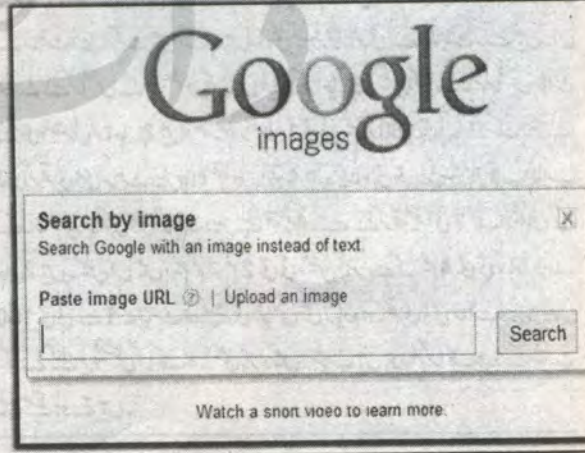 Google
images
Search by image X
Search Google with an image instead of text
Paste image URL ? | Upload an image
Search
Watch a short video to learn more.